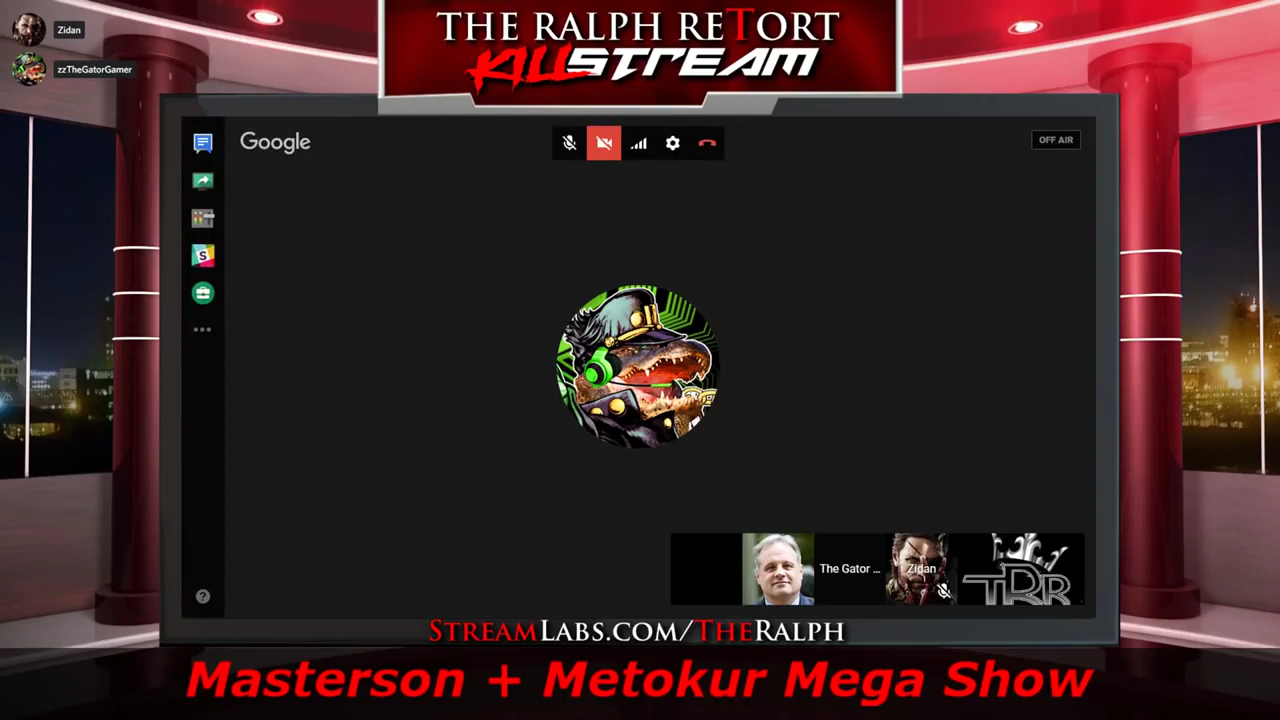 Zidan
zzTheGatorGamer
THE RALPH RETORT
KILLSTREAM
Google
OFF AIR
S
The Gator ...
Zidan
TRR
?
STREAMLABS.COM/THERALPH
Masterson + Metokur Mega Show